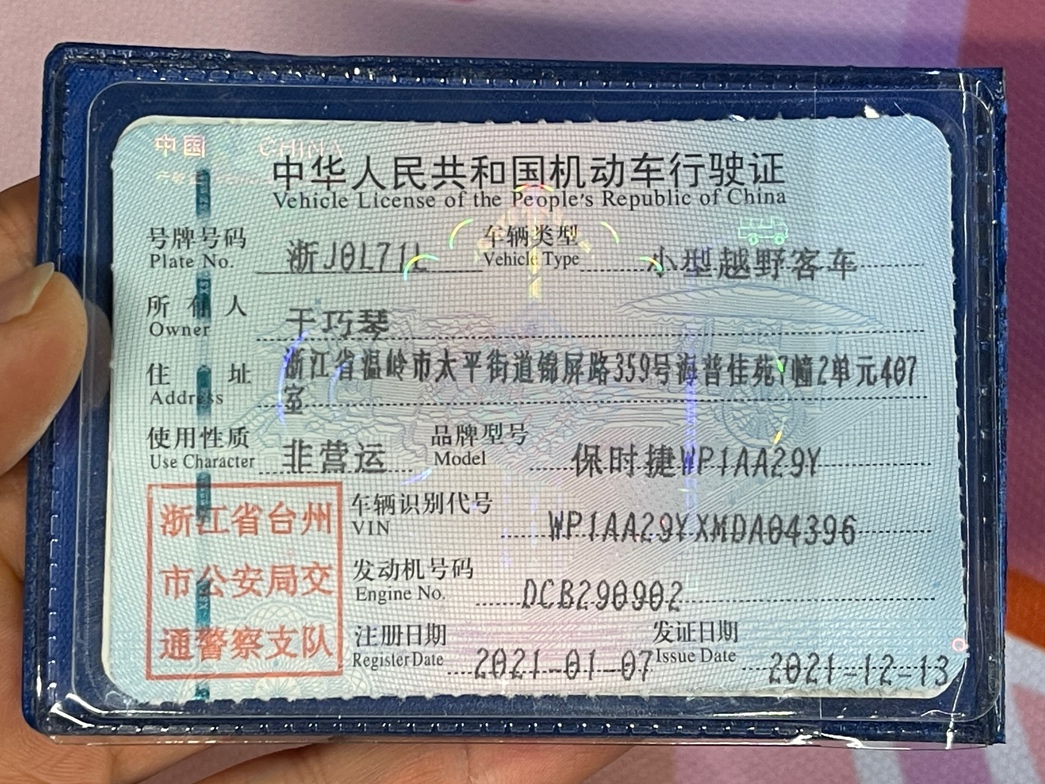 中国 CHINA
中华人民共和国机动车行驶证
Vehicle License of the People's Republic of China
号牌号码 浙J0L71L 车辆类型 小型越野客车
Plate No. Vehicle Type
所有人 于巧琴
Owner
住址 浙江省温岭市太平街道锦屏路359号海普佳苑7幢2单元407
Address 室
使用性质 非营运 品牌型号 保时捷WP1AA29Y
Use Character Model
浙江省台州 车辆识别代号 WP1AA29YXMDA04396
VIN
市公安局交 发动机号码 DCB290902
Engine No.
通警察支队 注册日期 2021-01-07 发证日期 2021-12-13
Register Date Issue Date